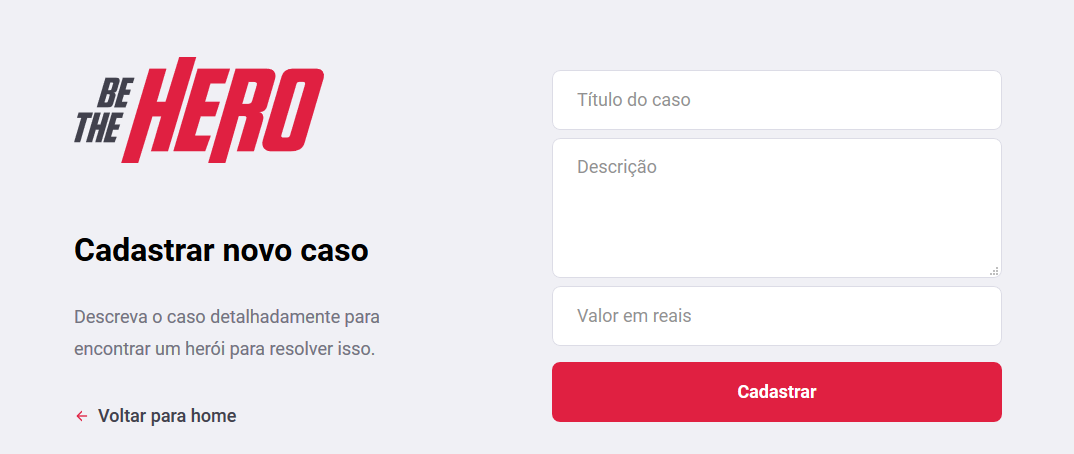 BE
THE HERO
Cadastrar novo caso
Descreva o caso detalhadamente para
encontrar um herói para resolver isso.
← Voltar para home
Título do caso
Descrição
Valor em reais
Cadastrar